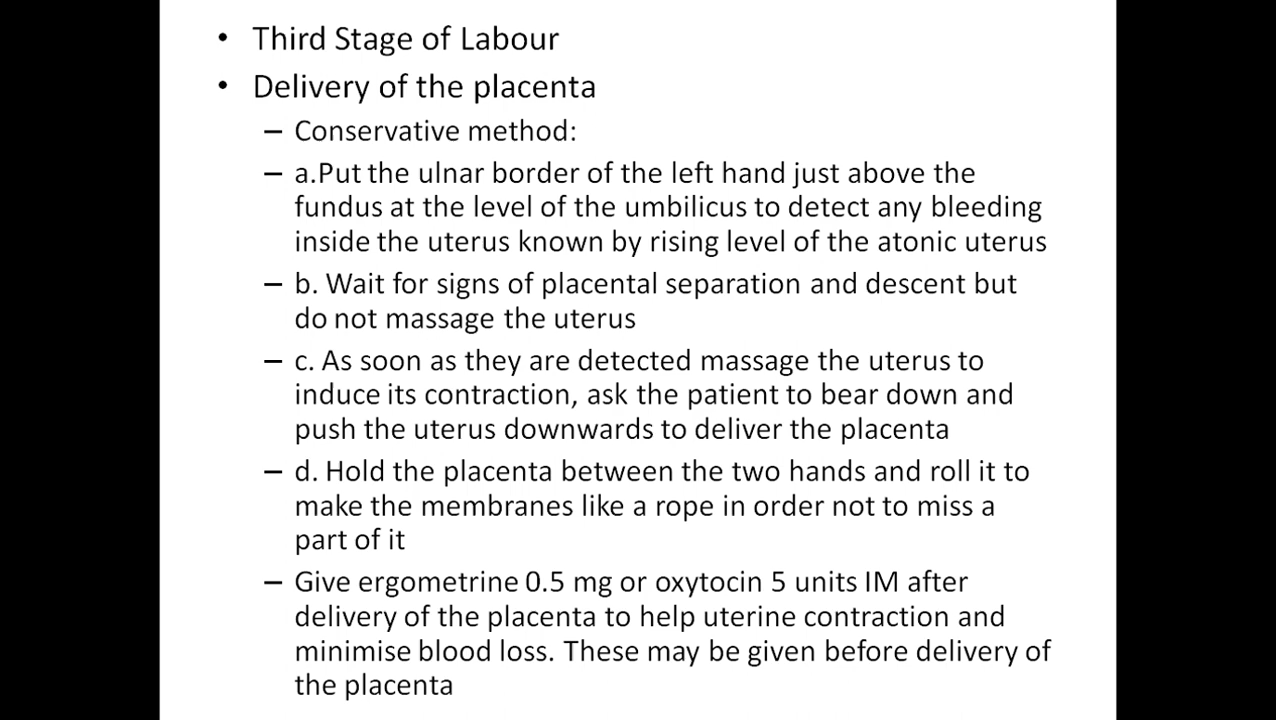 • Third Stage of Labour
• Delivery of the placenta
– Conservative method:
– a.Put the ulnar border of the left hand just above the
fundus at the level of the umbilicus to detect any bleeding
inside the uterus known by rising level of the atonic uterus
– b. Wait for signs of placental separation and descent but
do not massage the uterus
– c. As soon as they are detected massage the uterus to
induce its contraction, ask the patient to bear down and
push the uterus downwards to deliver the placenta
– d. Hold the placenta between the two hands and roll it to
make the membranes like a rope in order not to miss a
part of it
– Give ergometrine 0.5 mg or oxytocin 5 units IM after
delivery of the placenta to help uterine contraction and
minimise blood loss. These may be given before delivery of
the placenta